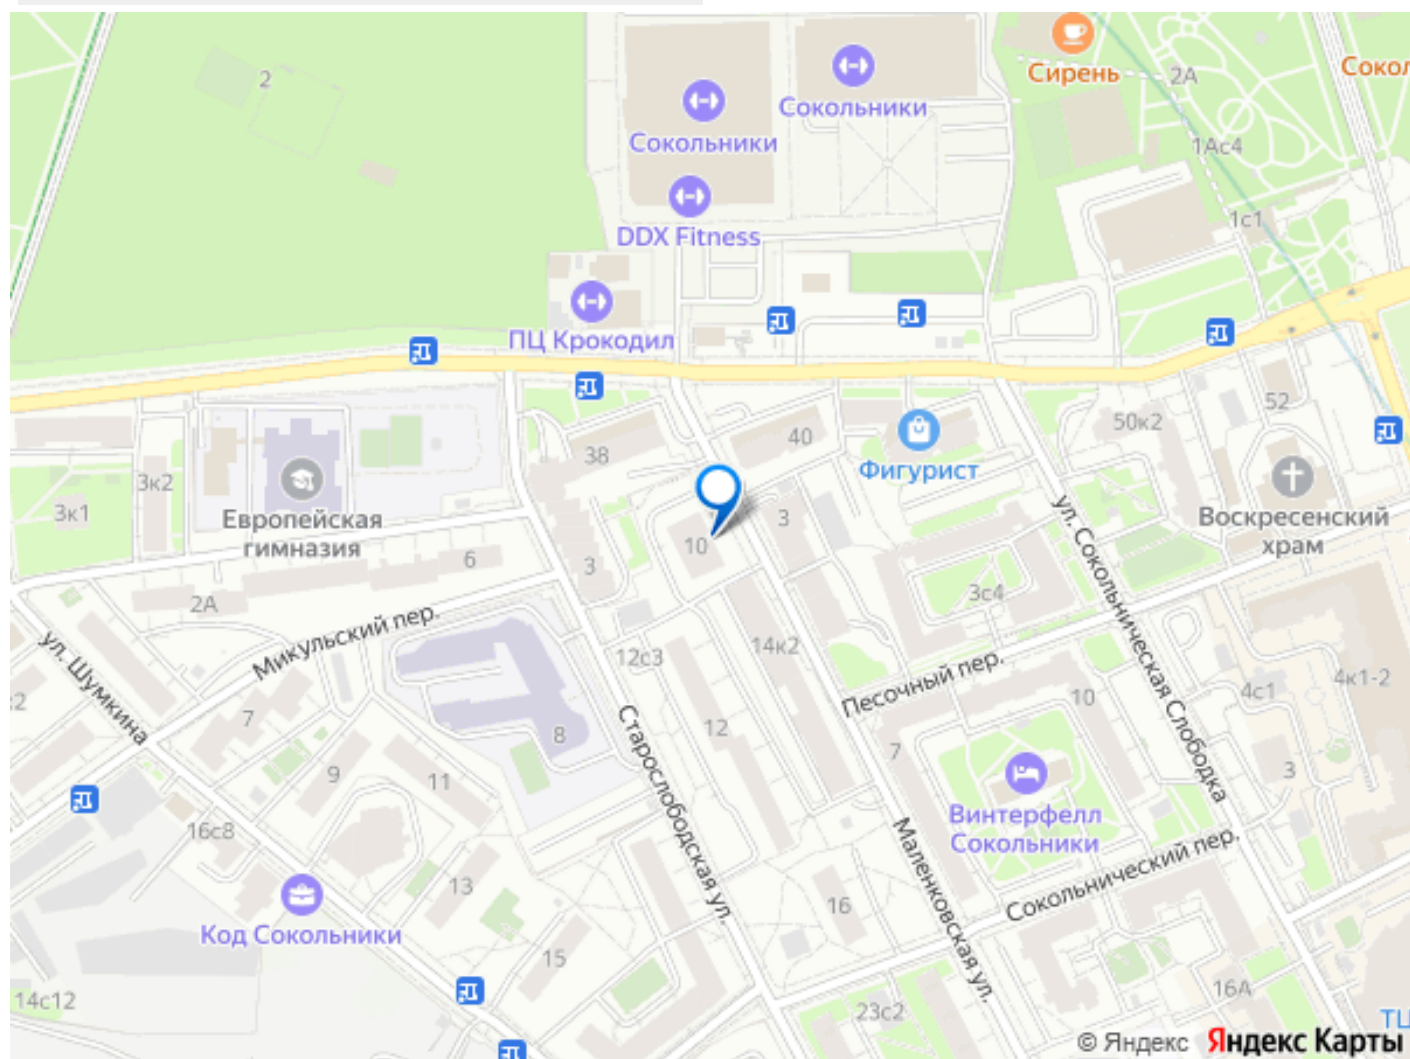 2
Сокольники
Сокольники
Сирень
2А
Сокол
1Ас4
1с1
DDX Fitness
ПЦ Крокодил
38
40
Фигурист
50к2
52
3к2
3к1
Европейская
гимназия
Воскресенский
храм
10
3
3
6
2А
3с4
Микульский пер.
ул. Шумкина
ул. Сокольническая Слободка
12с3
14к2
Песочный пер.
4с1
4к1-2
2
7
8
12
10
7
9
11
3
Старослободская ул.
Маленковская ул.
Винтерфелл
Сокольники
Сокольнический пер.
16с8
13
16
Код Сокольники
15
14с12
23с2
16А
ТЦ
© Яндекс Яндекс Карты